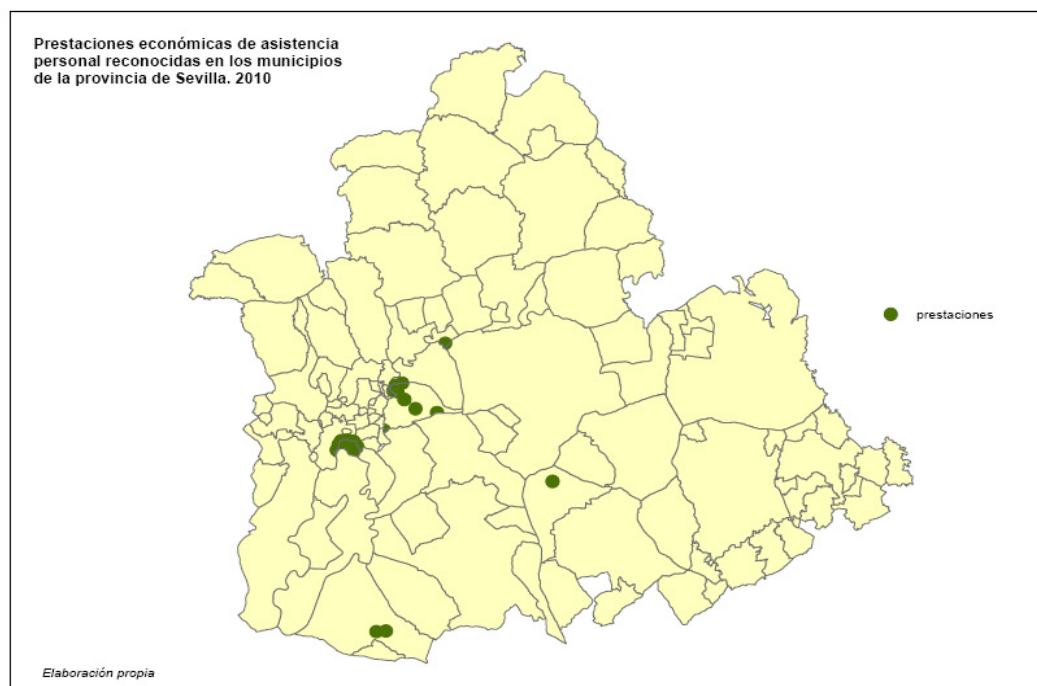 Prestaciones económicas de asistencia
personal reconocidas en los municipios
de la provincia de Sevilla. 2010
prestaciones
Elaboración propia